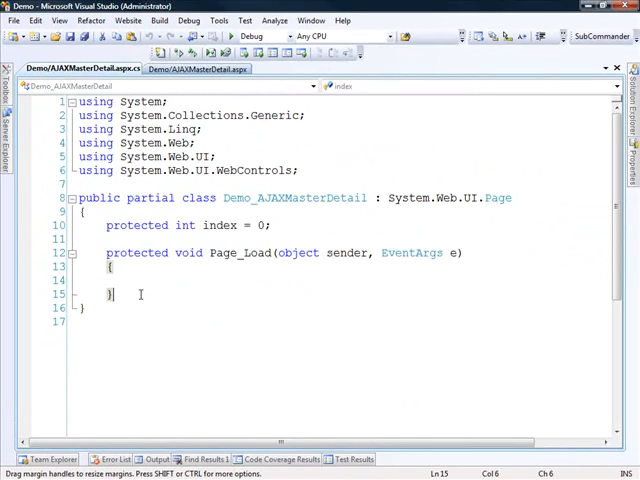 Demo - Microsoft Visual Studio (Administrator)
File Edit View Refactor Website Build Debug Tools Test Analyze Window Help
Debug Any CPU SubCommander
Demo/AJAXMasterDetail.aspx.cs Demo/AJAXMasterDetail.aspx
Demo_AJAXMasterDetail index
Toolbox
Server Explorer
Solution Explorer
Properties
1 using System;
2 using System.Collections.Generic;
3 using System.Linq;
4 using System.Web;
5 using System.Web.UI;
6 using System.Web.UI.WebControls;
7
8 public partial class Demo_AJAXMasterDetail : System.Web.UI.Page
9 {
10 protected int index = 0;
11
12 protected void Page_Load(object sender, EventArgs e)
13 {
14
15 }
16 }
17
Team Explorer Error List Output Find Results 1 Code Coverage Results Test Results
Drag margin handles to resize margins. Press SHIFT or CTRL for more options. Ln 15 Col 6 Ch 6 INS